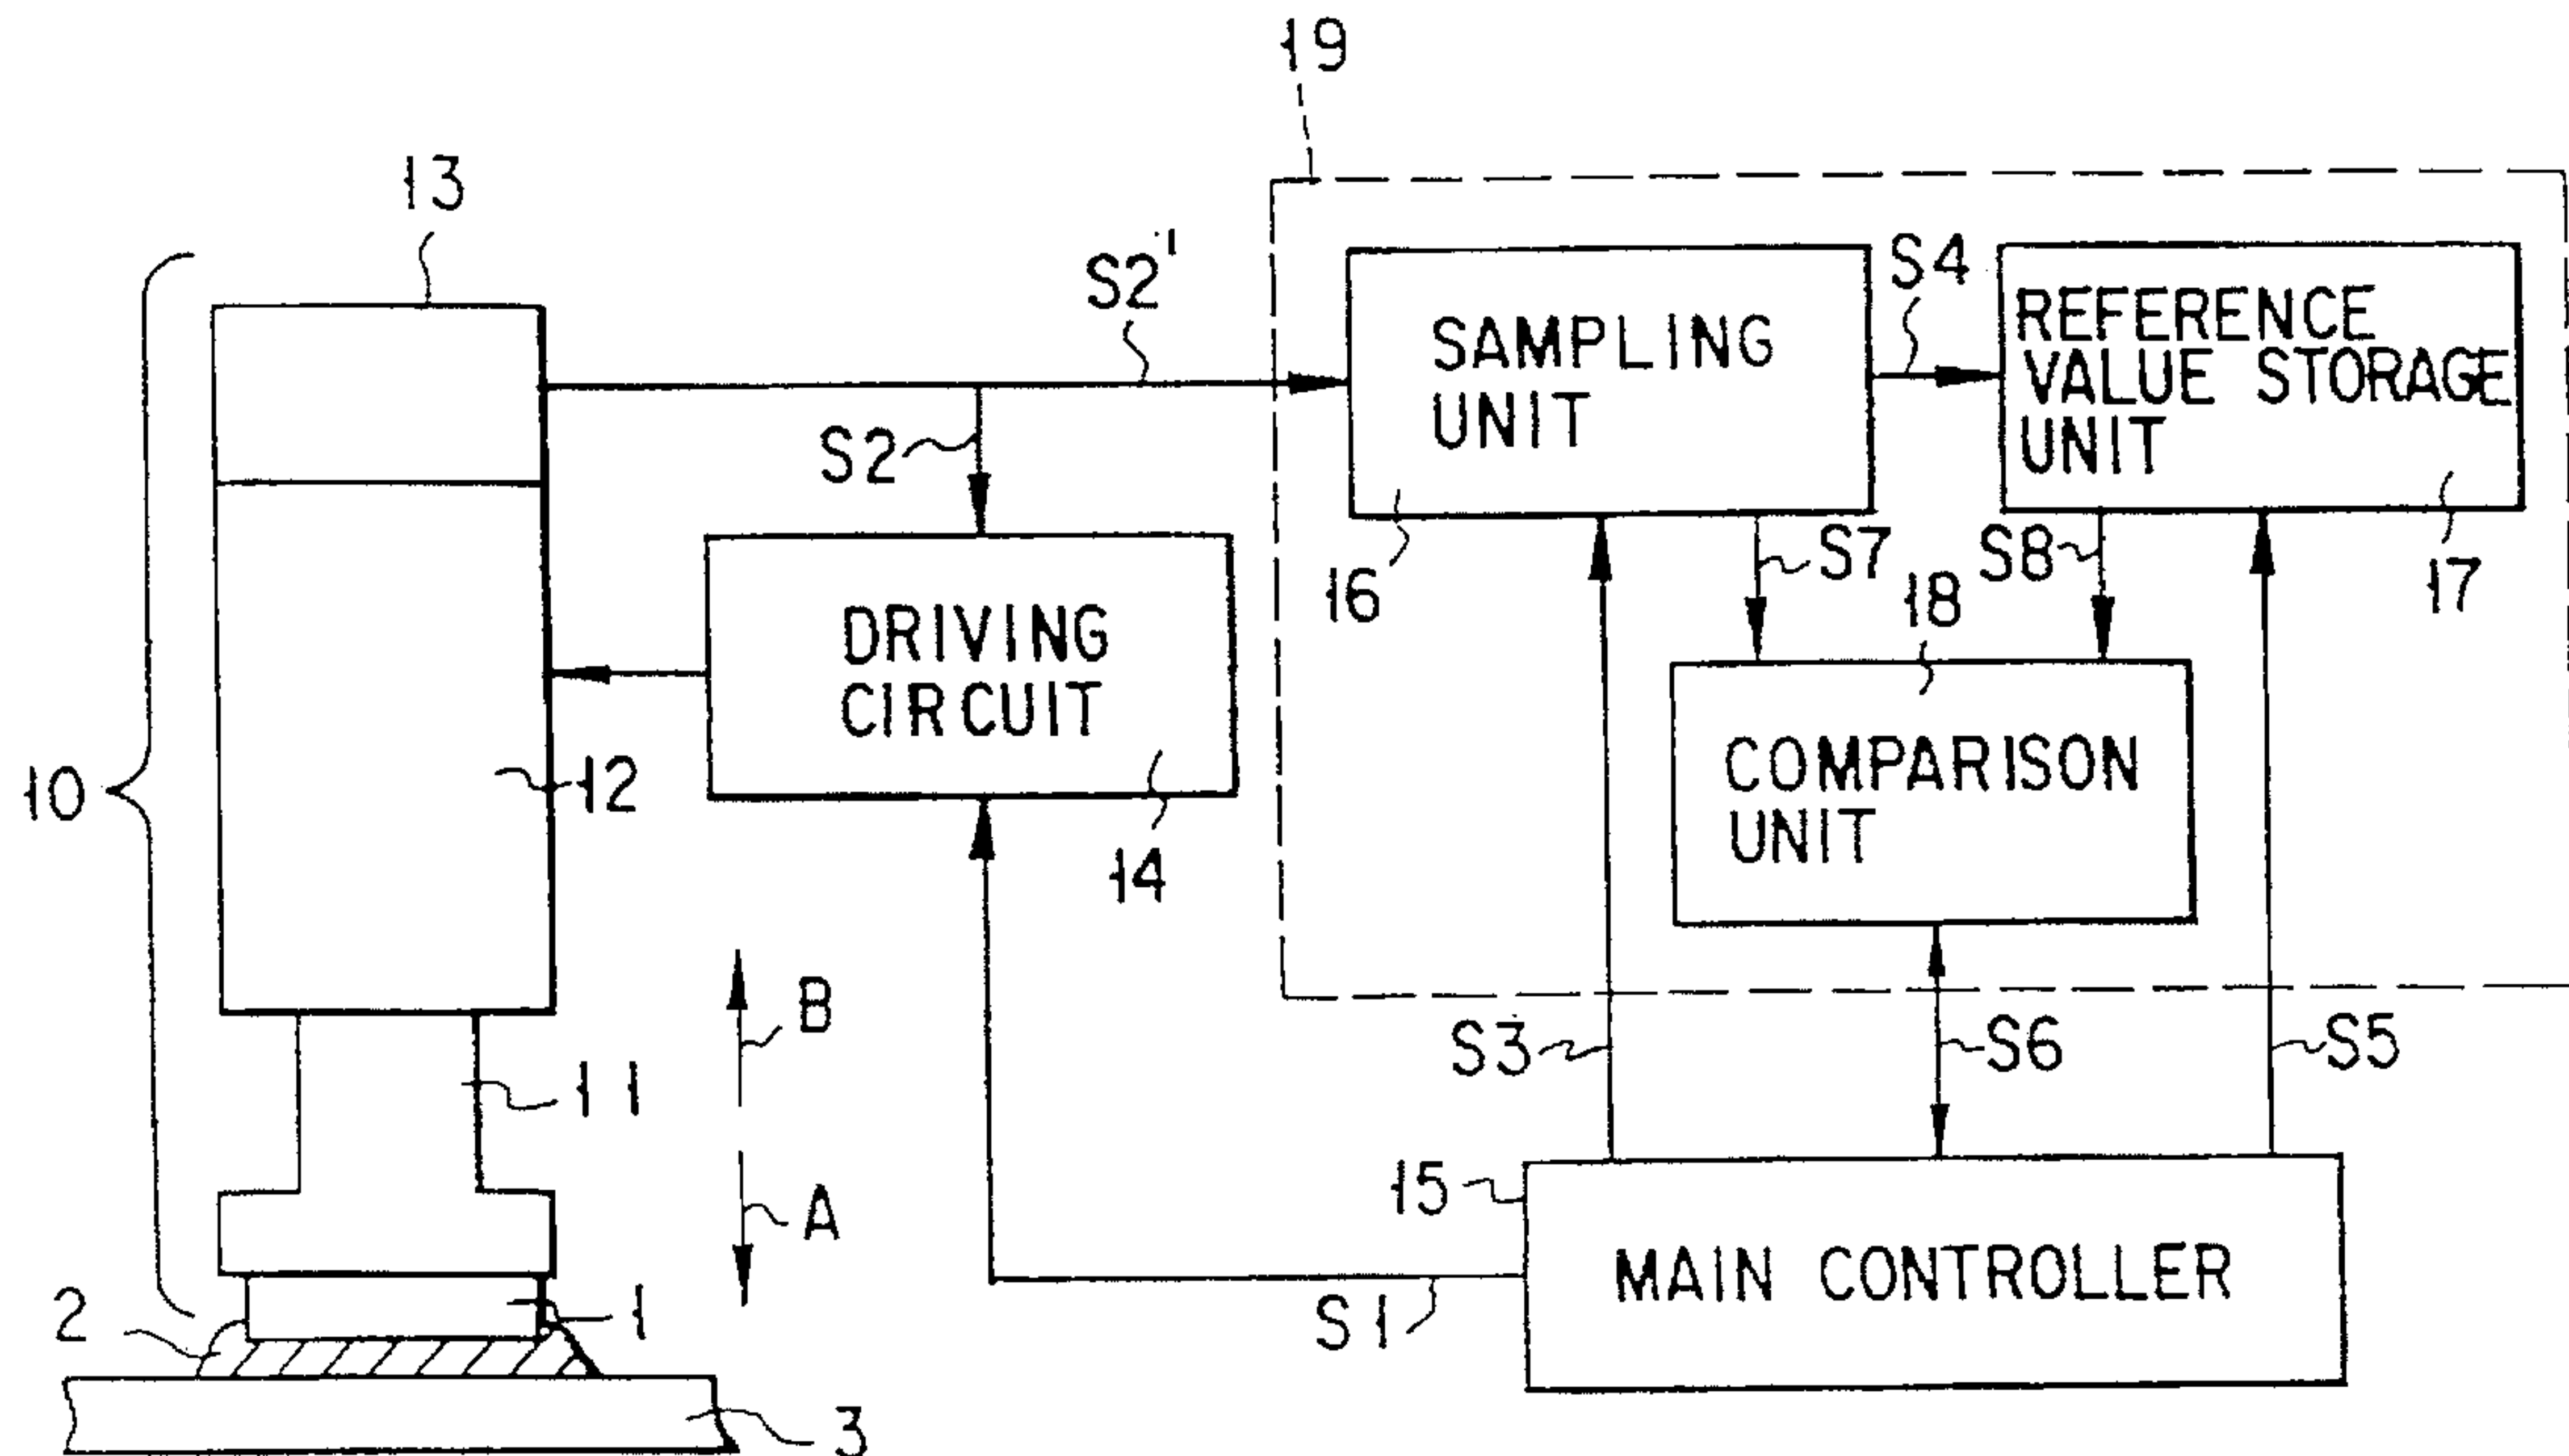 19
13
S2'
S4
SAMPLING
UNIT
REFERENCE
VALUE STORAGE
UNIT
S2
16
S7
S8
17
18
DRIVING
CIRCUIT
10
12
14
COMPARISON
UNIT
B
S3
S6
S5
11
15
A
MAIN CONTROLLER
2
1
S1
3